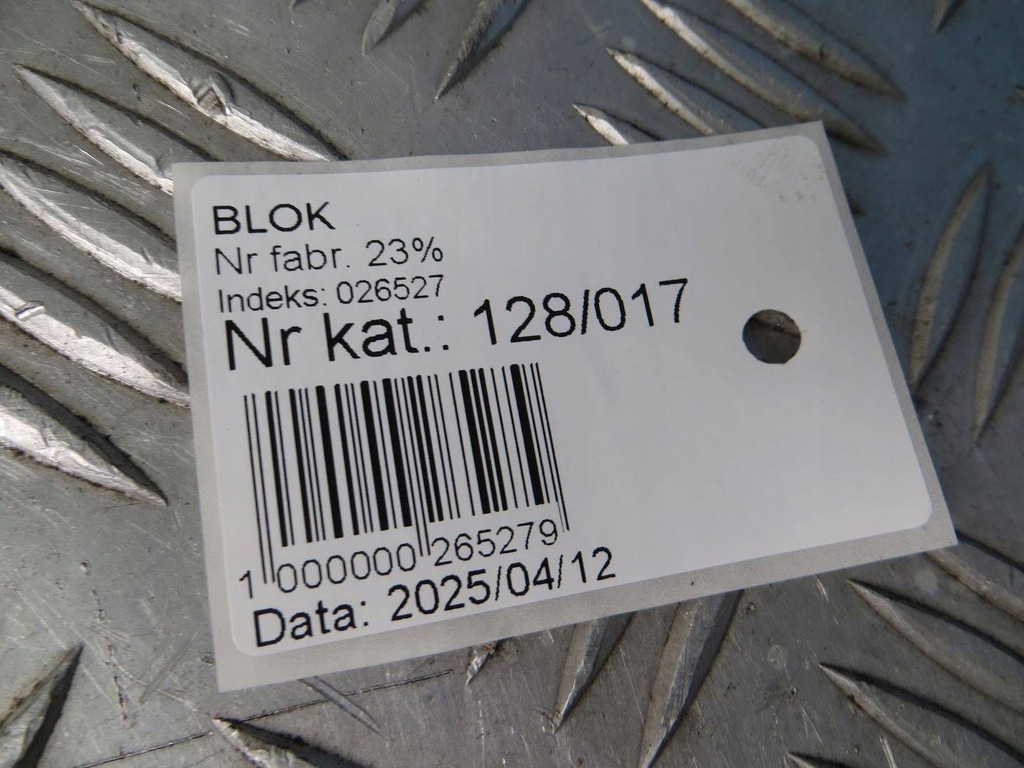 BLOK
Nr fabr. 23%
Indeks: 026527
Nr kat.: 128/017
1 000000 265279
Data: 2025/04/12